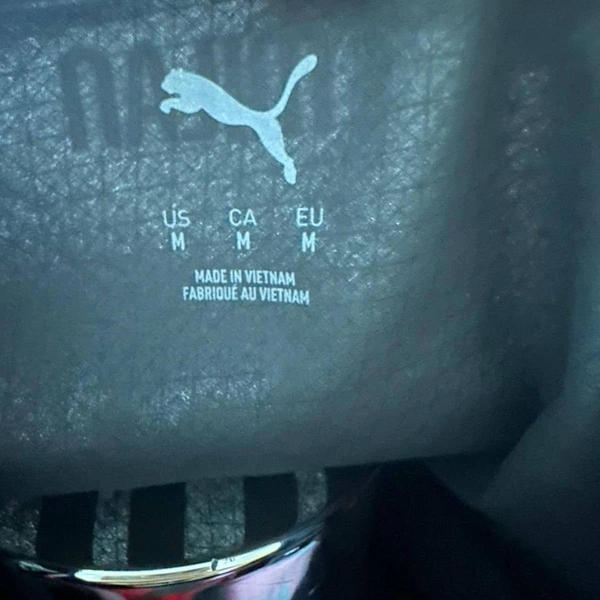 US CA EU
M M M
MADE IN VIETNAM
FABRIQUÉ AU VIETNAM